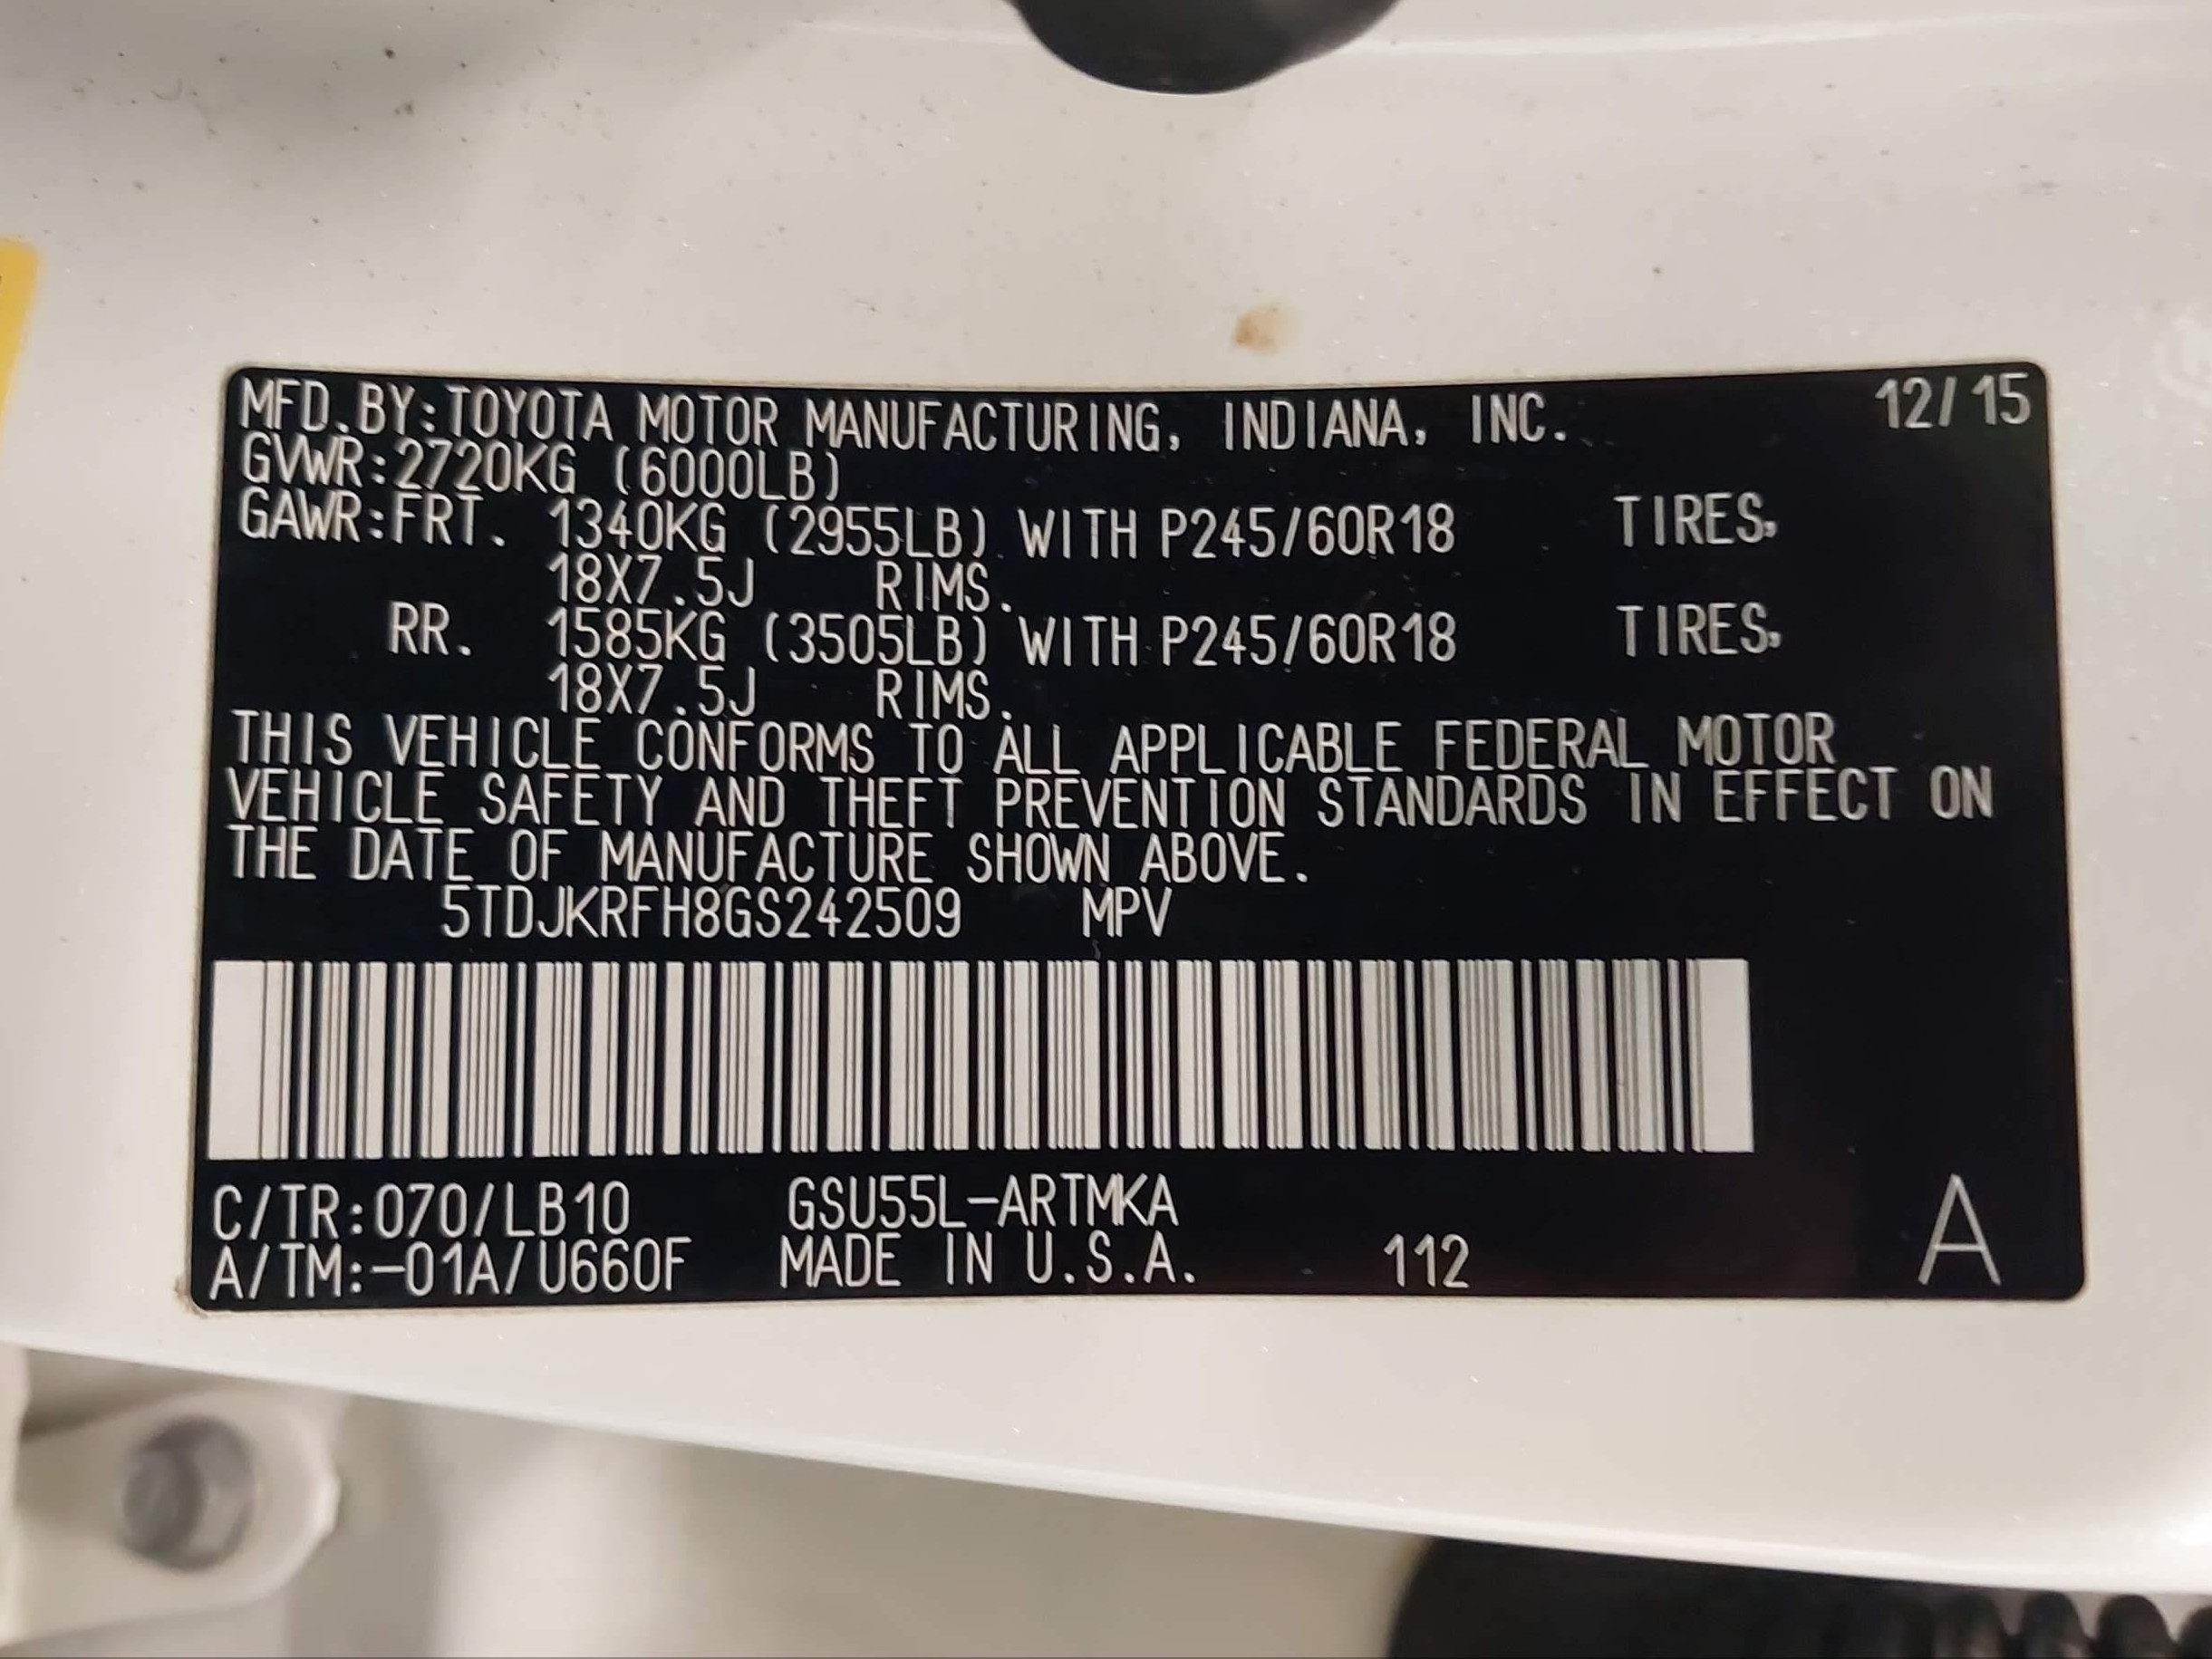 MFD.BY:TOYOTA MOTOR MANUFACTURING, INDIANA, INC. 12/15
GVWR:2720KG (6000LB)
GAWR:FRT. 1340KG (2955LB) WITH P245/60R18 TIRES,
18X7.5J RIMS.
RR. 1585KG (3505LB) WITH P245/60R18 TIRES,
18X7.5J RIMS.
THIS VEHICLE CONFORMS TO ALL APPLICABLE FEDERAL MOTOR
VEHICLE SAFETY AND THEFT PREVENTION STANDARDS IN EFFECT ON
THE DATE OF MANUFACTURE SHOWN ABOVE.
5TDJKRFH8GS242509 MPV
C/TR:070/LB10 GSU55L-ARTMKA
A/TM:-01A/U660F MADE IN U.S.A. 112 A